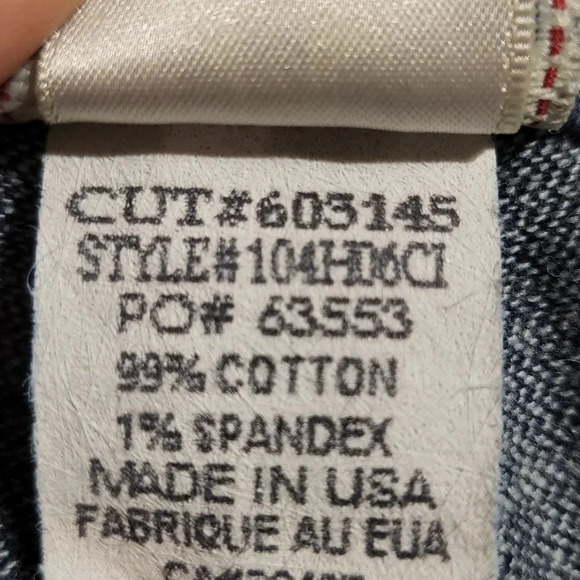 CUT#603145
STYLE#104HD6CI
PO# 63553
99% COTTON
1% SPANDEX
MADE IN USA
FABRIQUE AU EUA